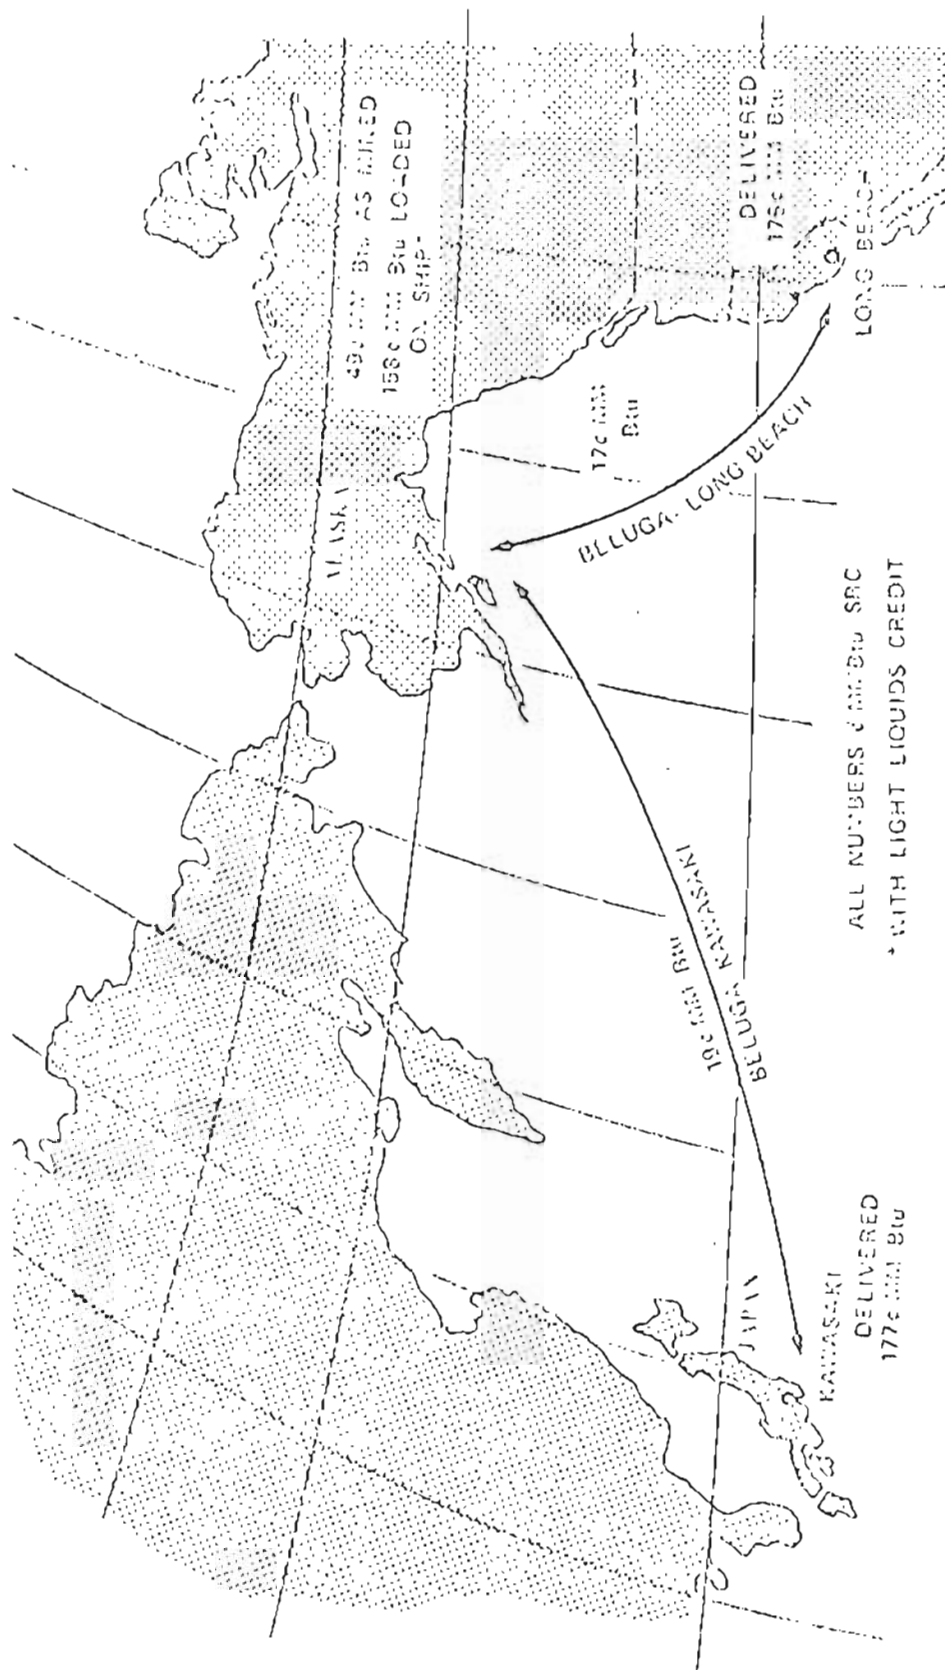 ALASKA
49¢ MM Btu AS MINED
158¢ MM Btu LOADED
ON SHIP*
DELIVERED
175¢ MM Btu
LONG BEACH
17¢ MM
Btu
BELUGA-LONG BEACH
19¢ MM Btu
BELUGA KAWASAKI
JAPAN
KAWASAKI
DELIVERED
177¢ MM Btu
ALL NUMBERS ¢ MM Btu SRC
* WITH LIGHT LIQUIDS CREDIT